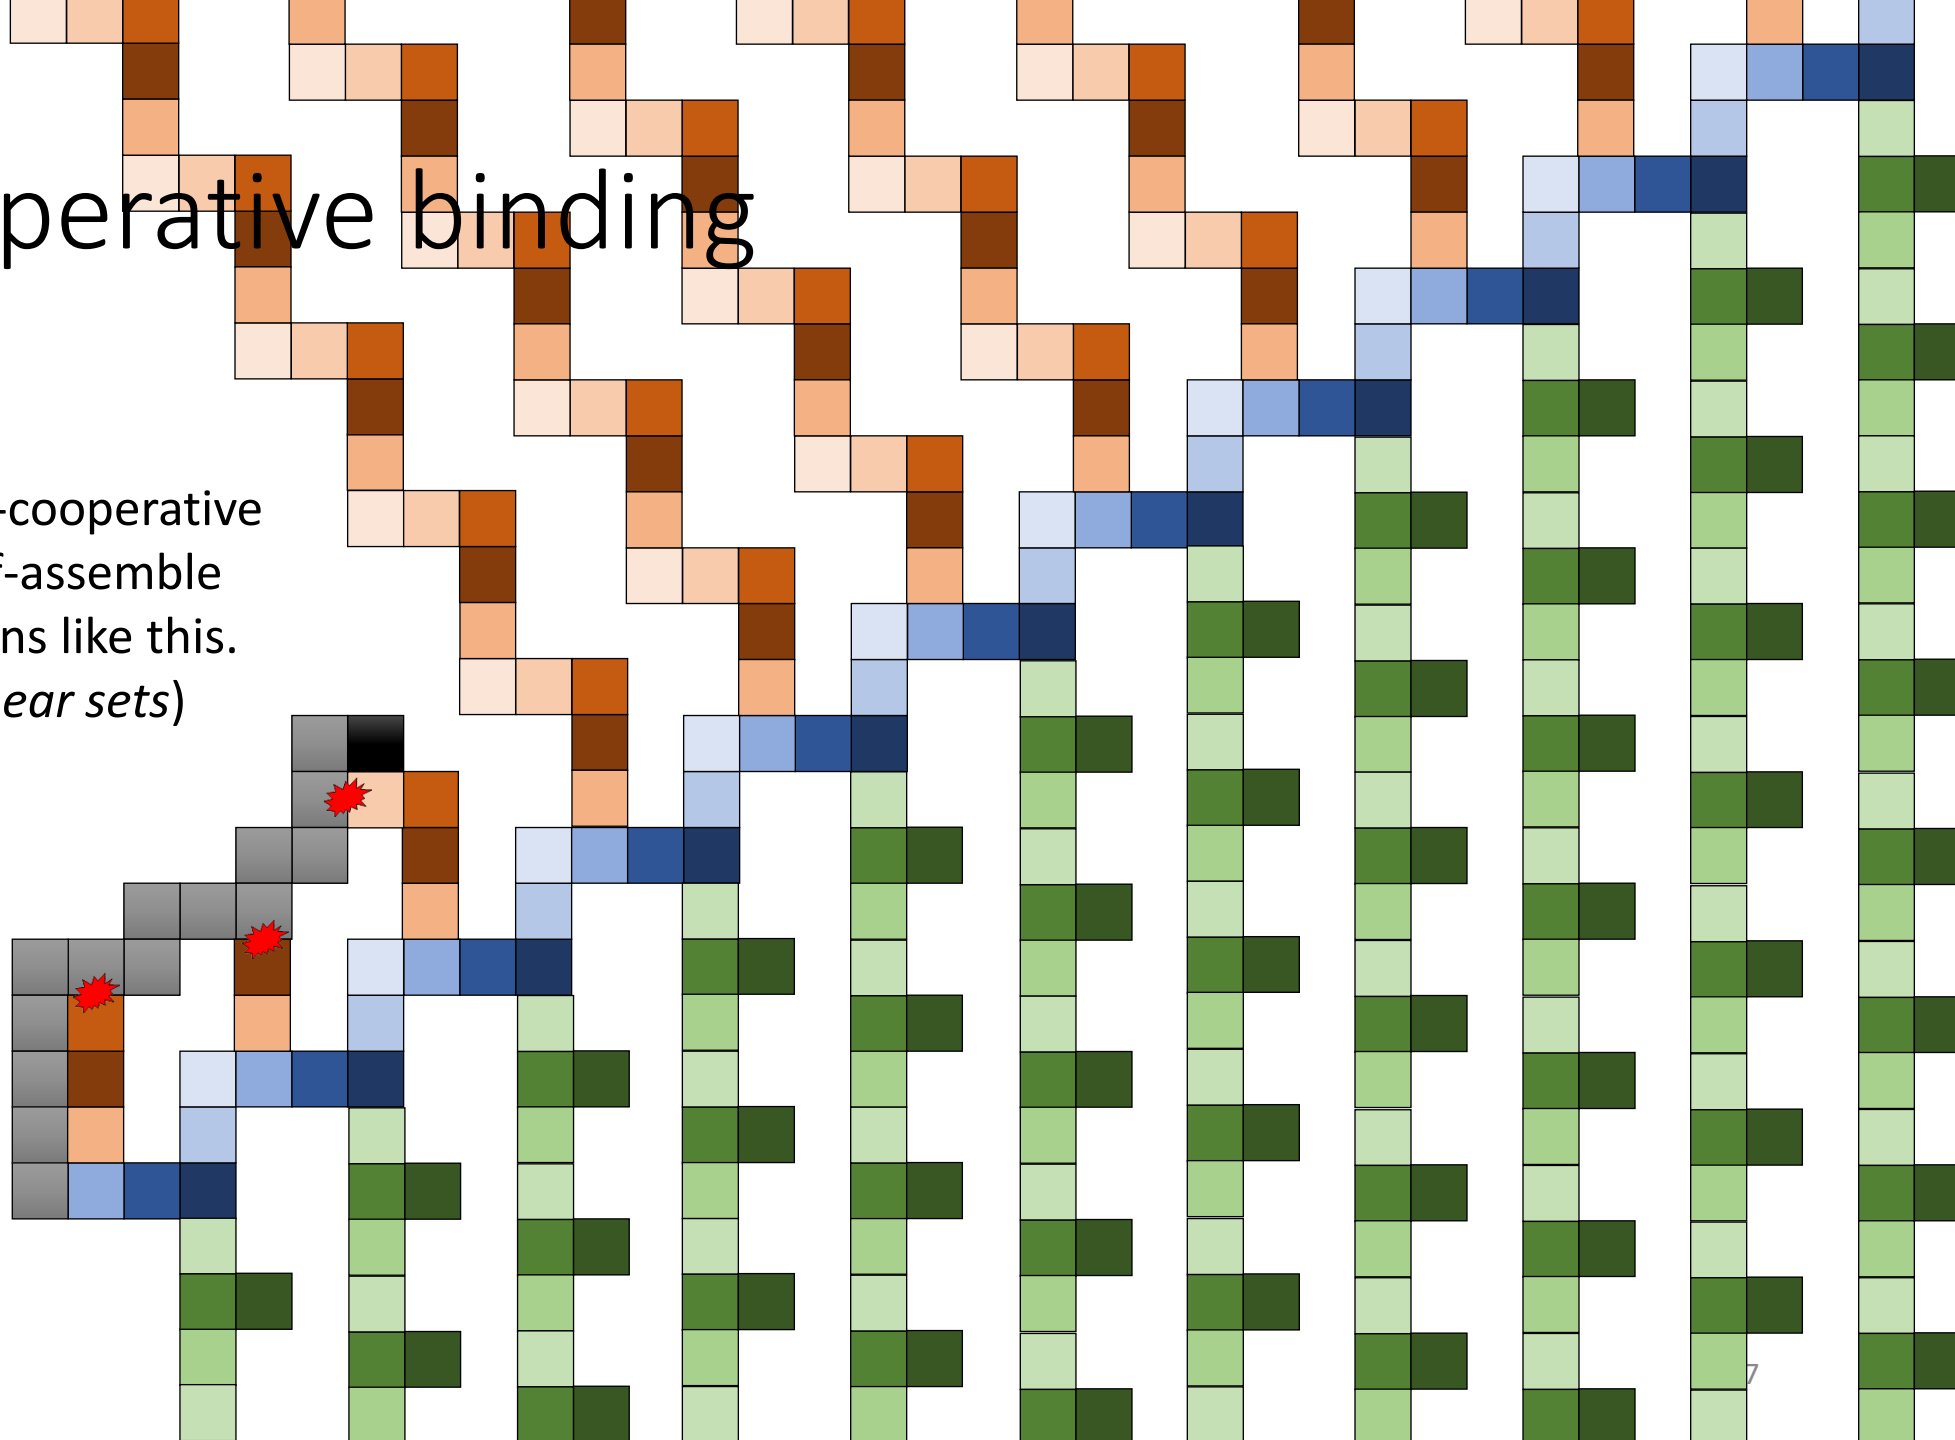 perative binding
-cooperative
f-assemble
ns like this.
ear sets)
7